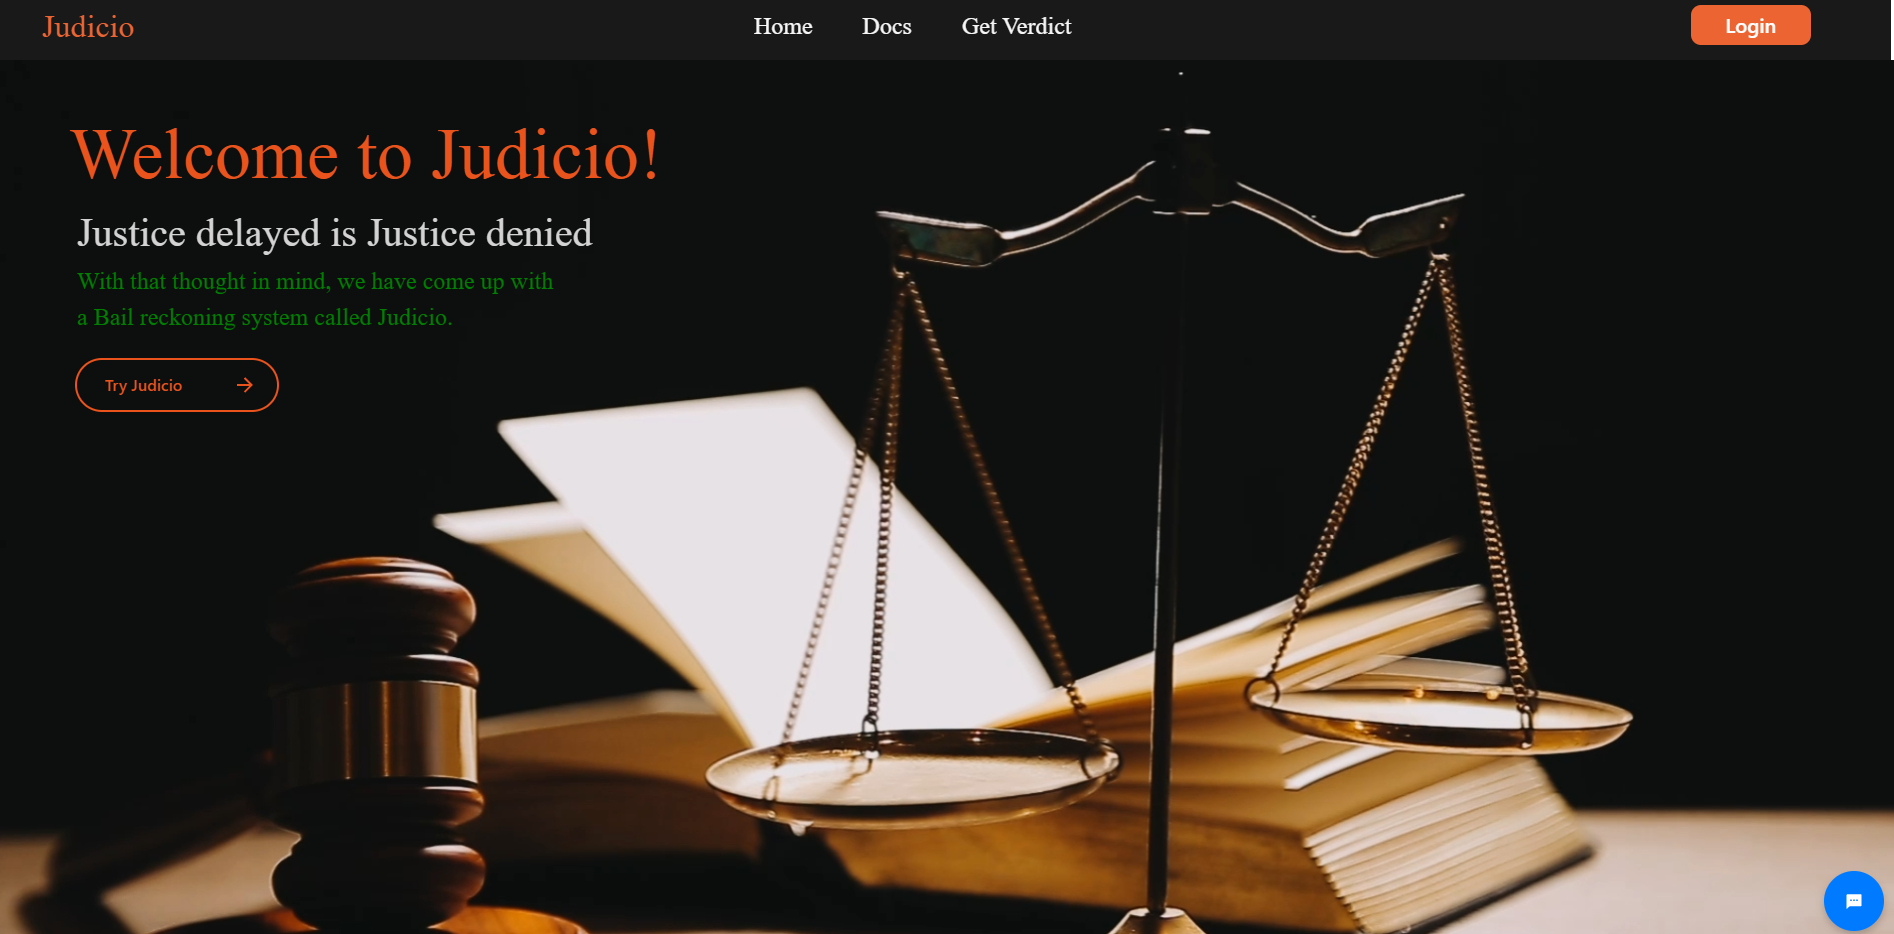 Judicio
Home
Docs
Get Verdict
Login
Welcome to Judicio!
Justice delayed is Justice denied
With that thought in mind, we have come up with
a Bail reckoning system called Judicio.
Try Judicio